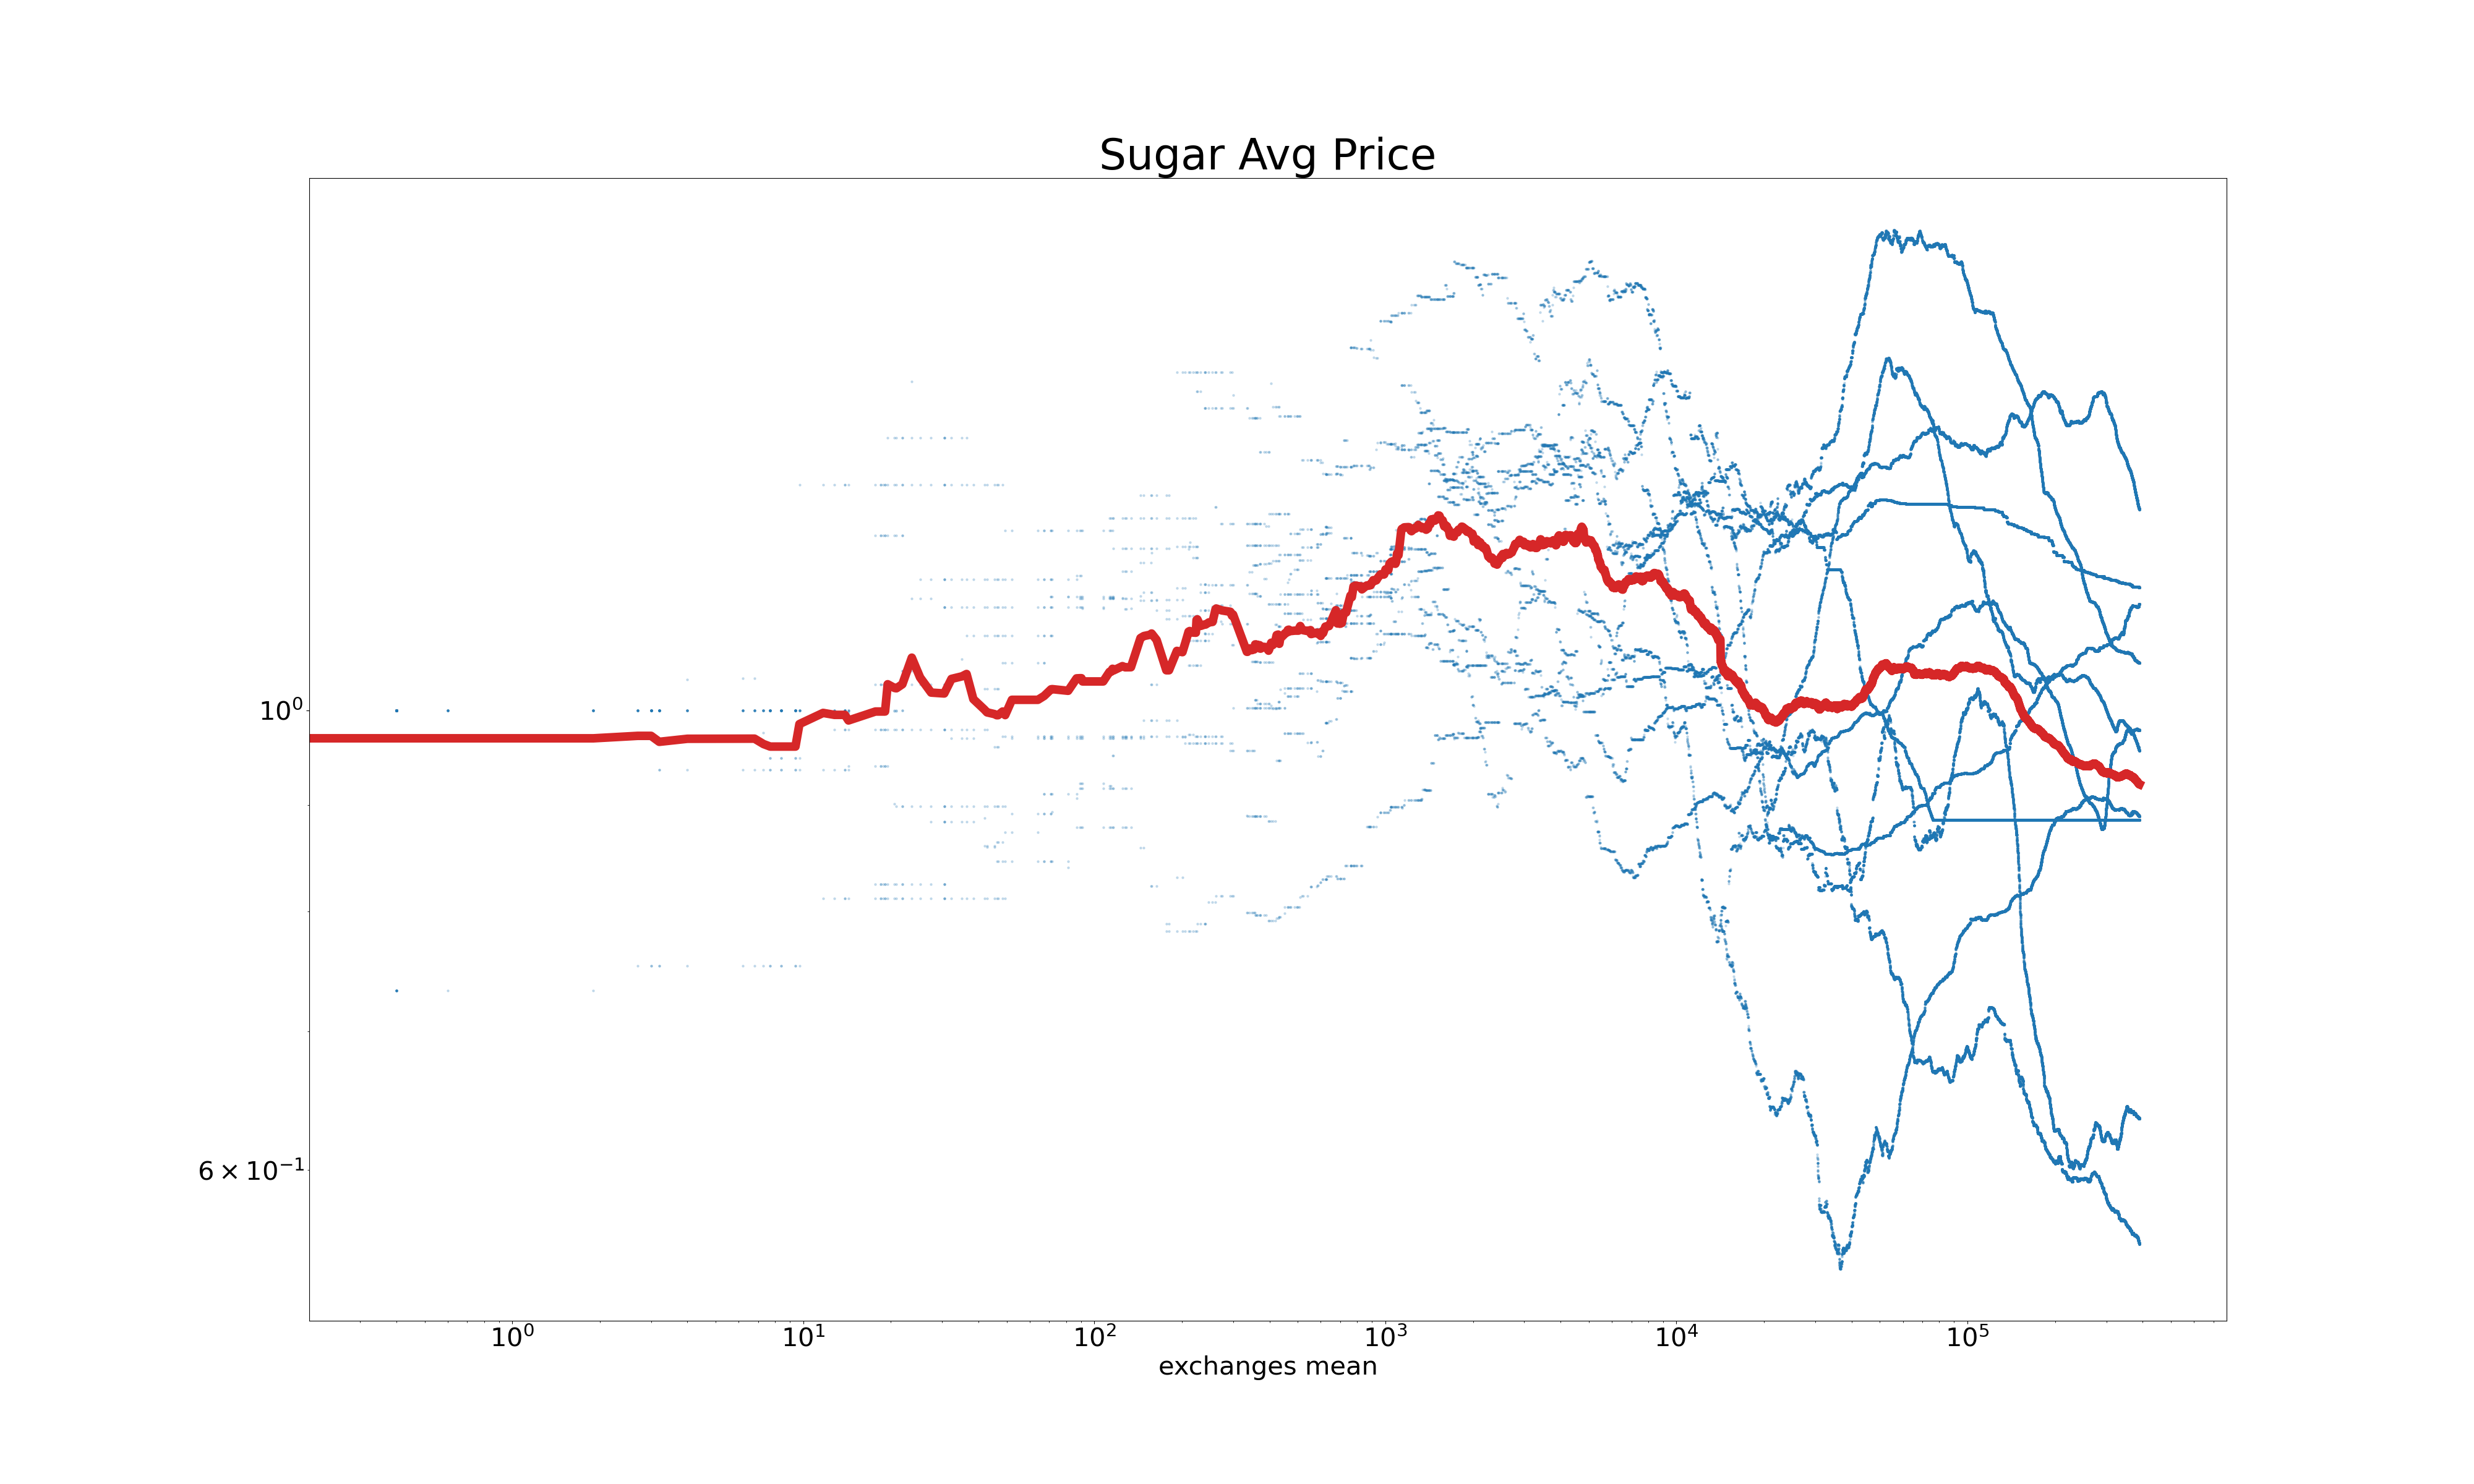 Sugar Avg Price
10⁰
6 × 10⁻¹
10⁰ 10¹ 10² 10³ 10⁴ 10⁵
exchanges mean